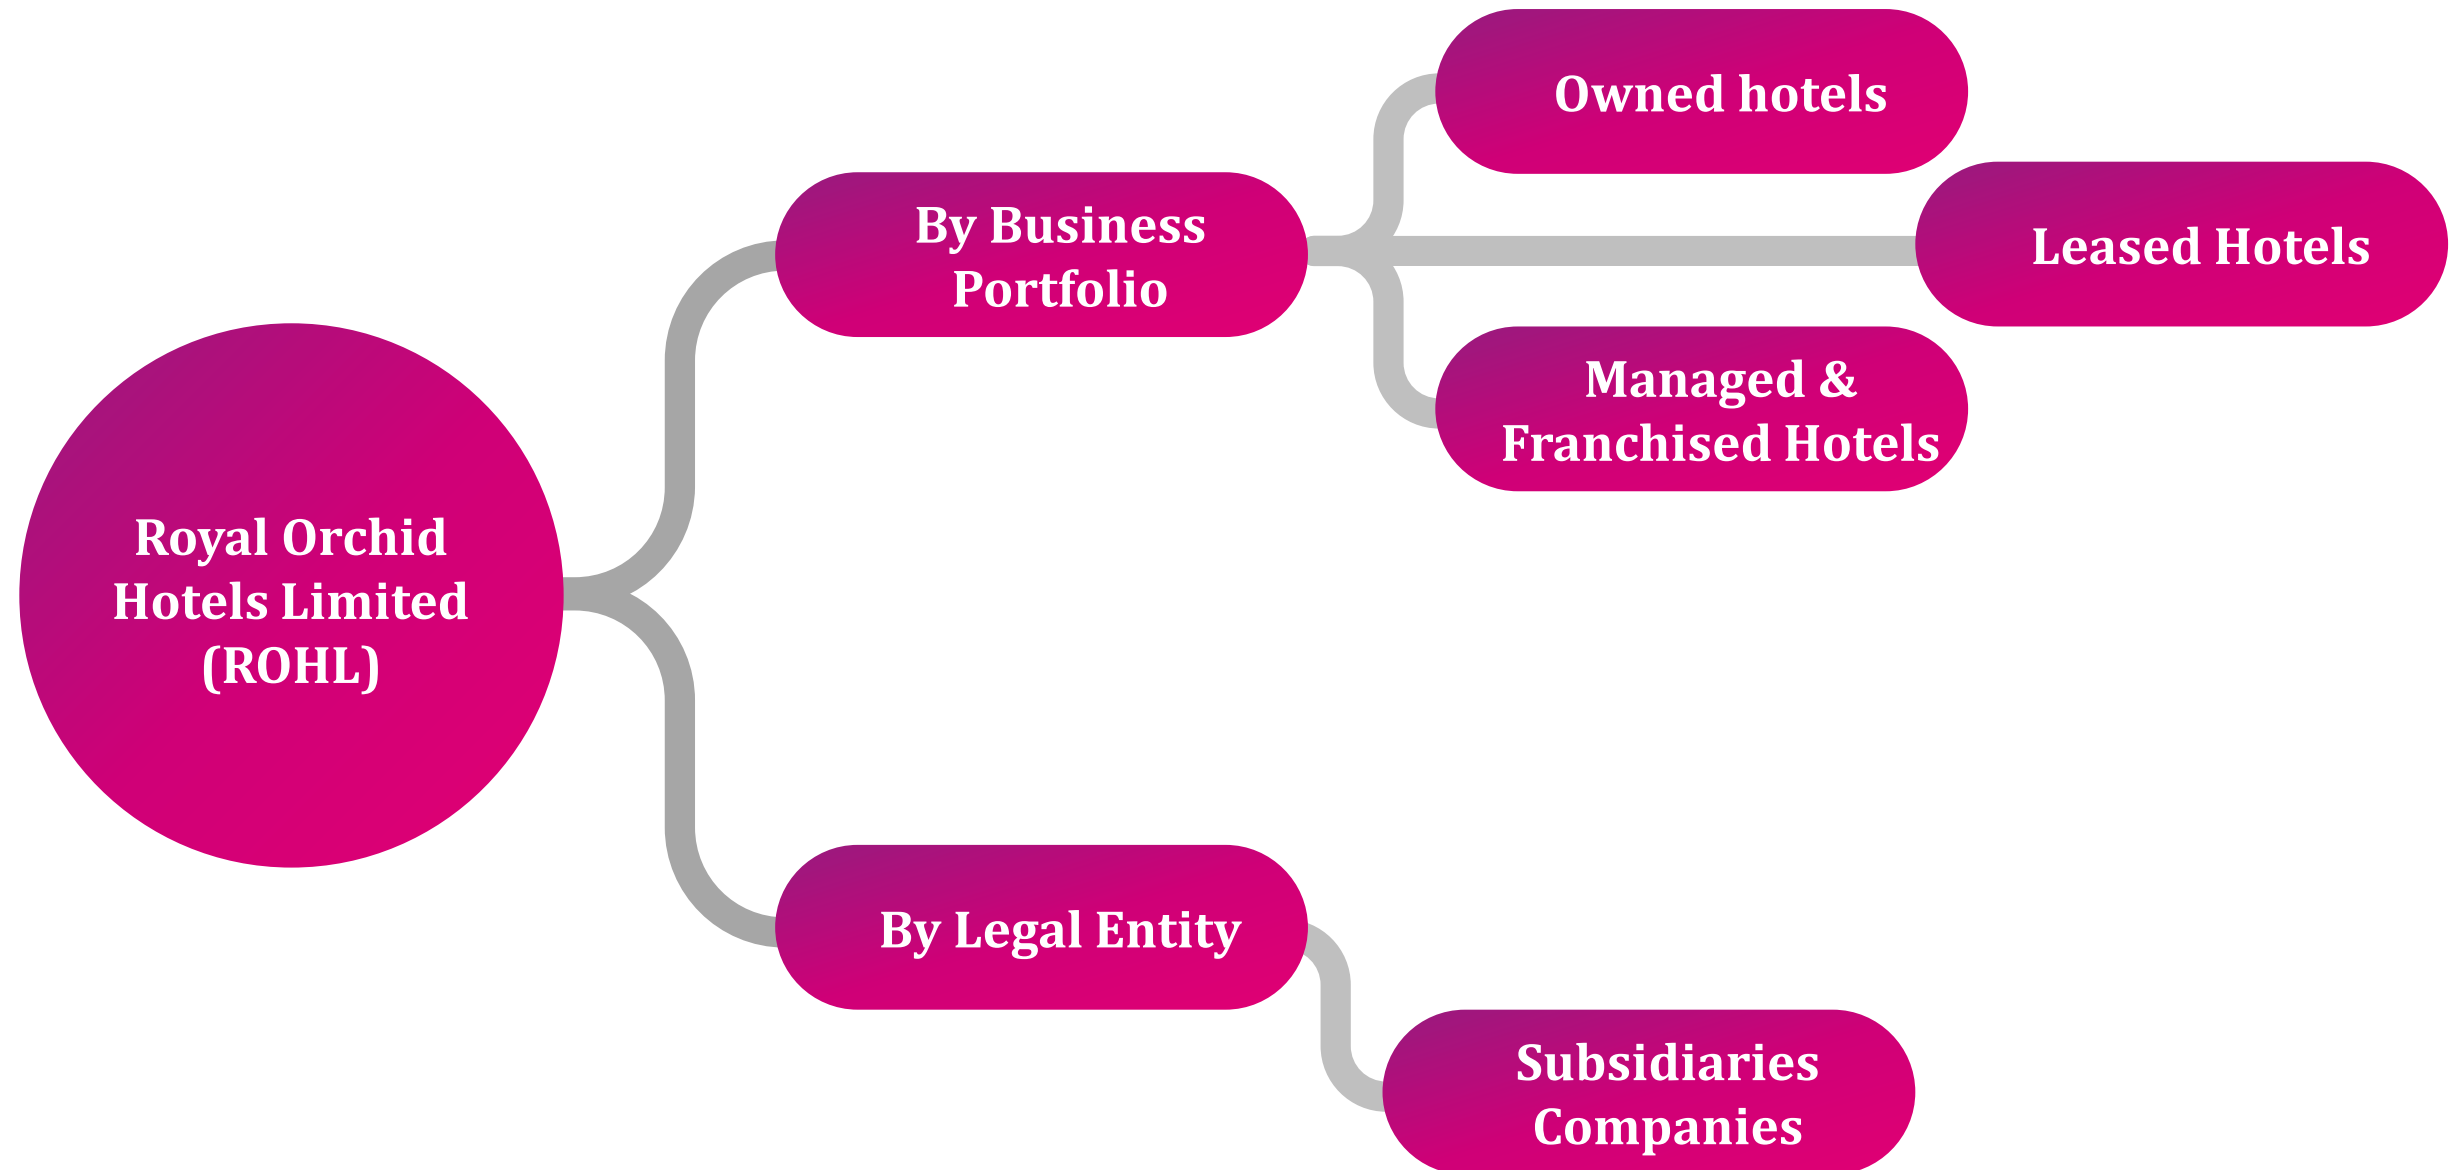 Royal Orchid
Hotels Limited
(ROHL)
By Business
Portfolio
Owned hotels
Leased Hotels
Managed &
Franchised Hotels
By Legal Entity
Subsidiaries
Companies